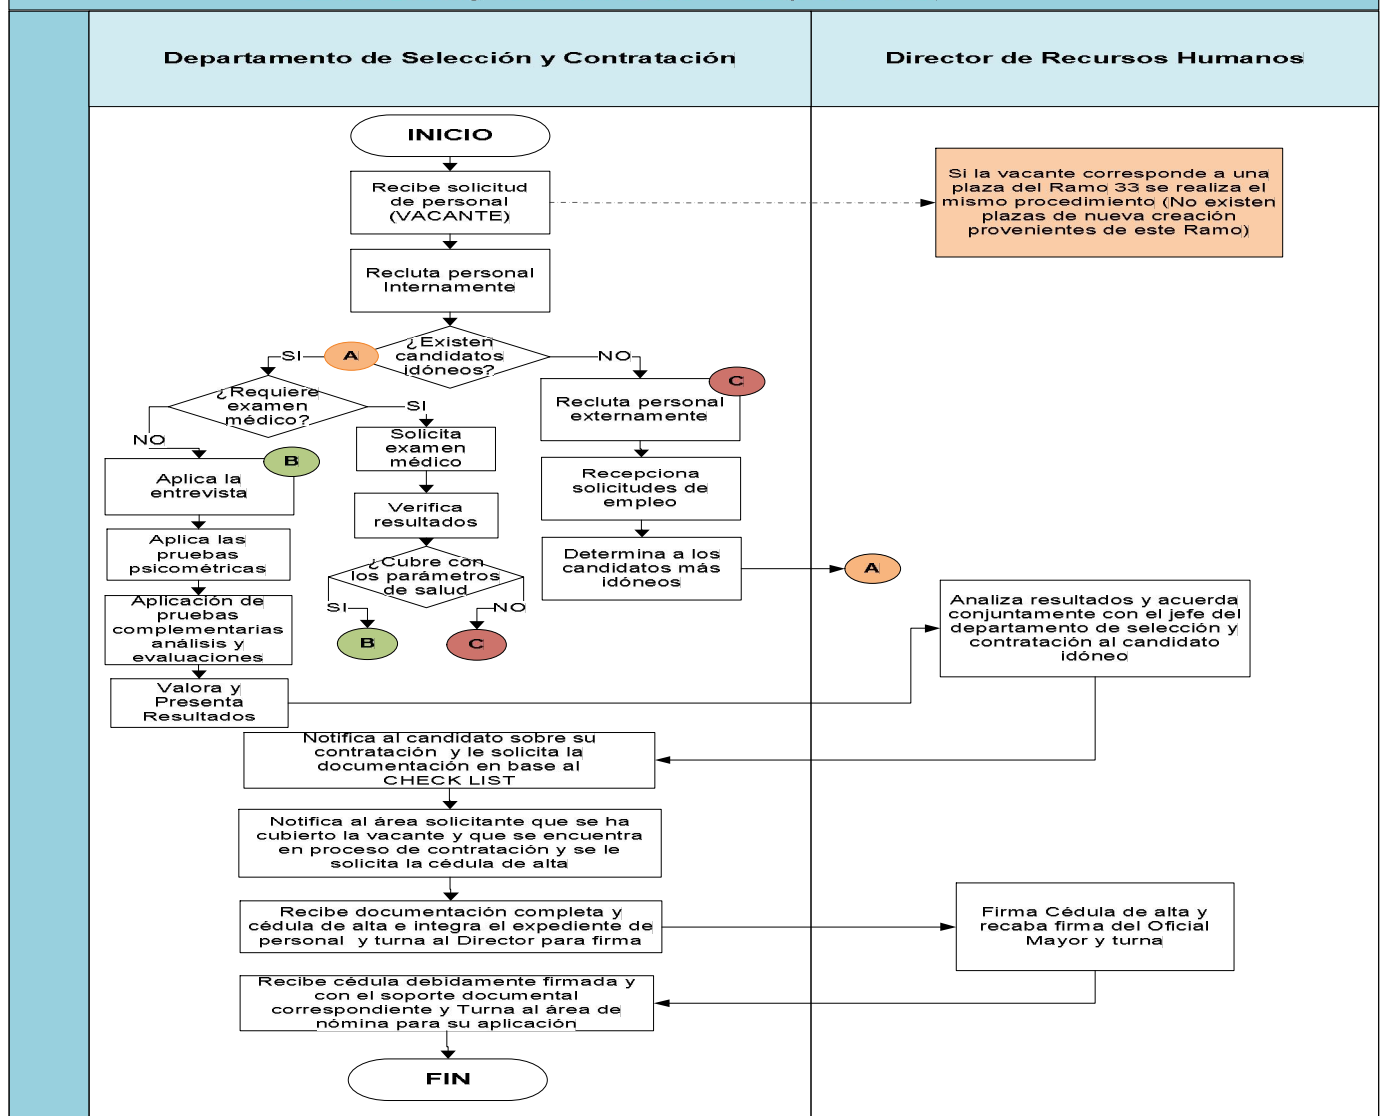 Departamento de Selección y Contratación
Director de Recursos Humanos
INICIO
Recibe solicitud
de personal
(VACANTE)
Si la vacante corresponde a una
plaza del Ramo 33 se realiza el
mismo procedimiento (No existen
plazas de nueva creación
provenientes de este Ramo)
Recluta personal
Internamente
¿Existen
candidatos
idóneos?
SI
A
NO
¿Requiere
examen
médico?
NO
SI
C
Recluta personal
externamente
Solicita
examen
médico
B
Aplica la
entrevista
Recepciona
solicitudes de
empleo
Verifica
resultados
Aplica las
pruebas
psicométricas
Determina a los
candidatos más
idóneos
A
¿Cubre con
los parámetros
de salud
SI
NO
B
C
Aplicación de
pruebas
complementarias
análisis y
evaluaciones
Analiza resultados y acuerda
conjuntamente con el jefe del
departamento de selección y
contratación al candidato
idóneo
Valora y
Presenta
Resultados
Notifica al candidato sobre su
contratación  y le solicita la
documentación en base al
CHECK LIST
Notifica al área solicitante que se ha
cubierto la vacante y que se encuentra
en proceso de contratación y se le
solicita la cédula de alta
Recibe documentación completa y
cédula de alta e integra el expediente de
personal  y turna al Director para firma
Firma Cédula de alta y
recaba firma del Oficial
Mayor y turna
Recibe cédula debidamente firmada y
con el soporte documental
correspondiente y Turna al área de
nómina para su aplicación
FIN